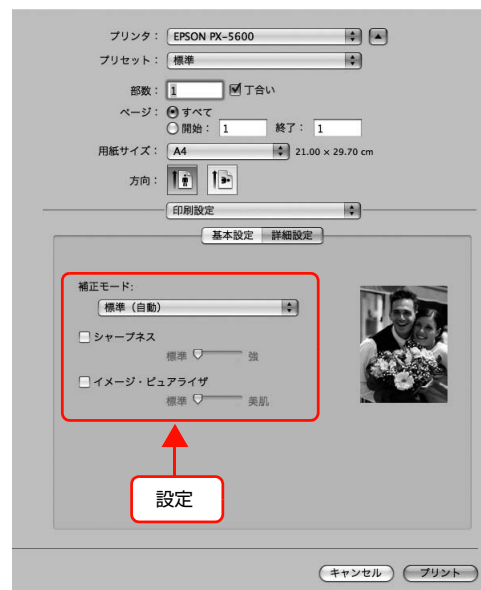 プリンタ： EPSON PX-5600
プリセット： 標準
部数： 1 丁合い
ページ： すべて
開始： 1 終了： 1
用紙サイズ： A4 21.00 × 29.70 cm
方向：
印刷設定
基本設定 詳細設定
補正モード：
標準（自動）
シャープネス
標準 強
イメージ・ピュアライザ
標準 美肌
設定
キャンセル プリント